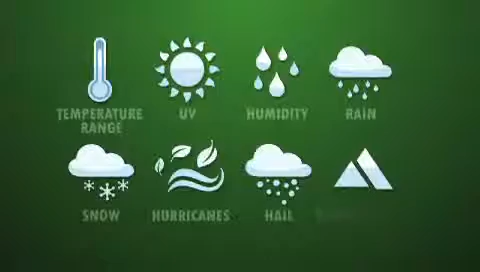 TEMPERATURE
RANGE
UV
HUMIDITY
RAIN
SNOW
HURRICANES
HAIL